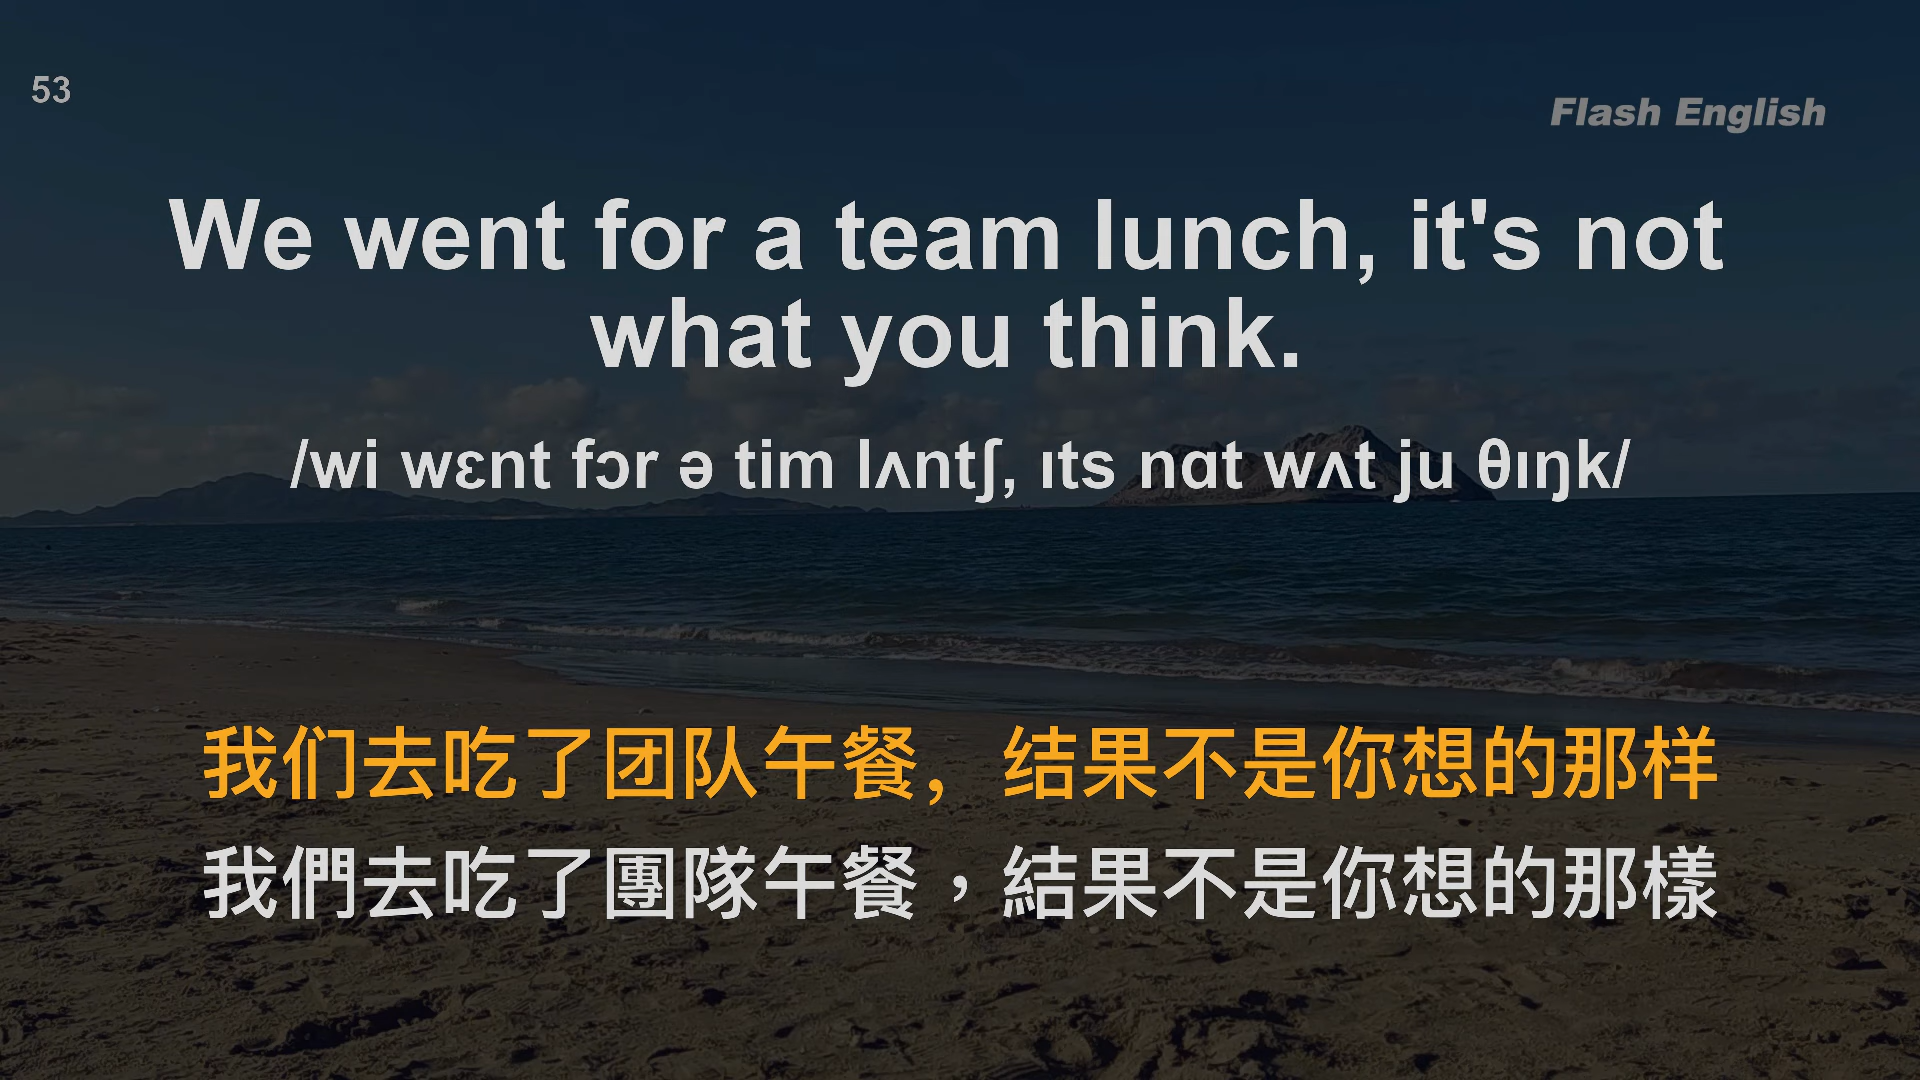 53
Flash English
We went for a team lunch, it's not
what you think.
/wi wɛnt fɔr ə tim lʌntʃ, ɪts nɑt wʌt ju θɪŋk/
我们去吃了团队午餐，结果不是你想的那样
我們去吃了團隊午餐，結果不是你想的那樣